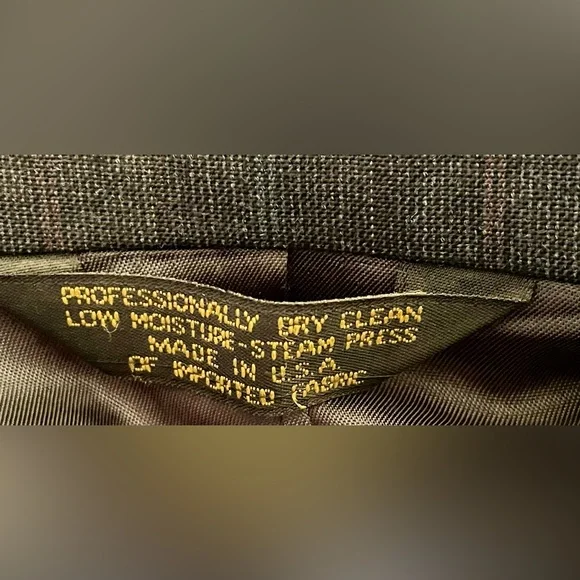 PROFESSIONALLY DRY CLEAN
LOW MOISTURE-STEAM PRESS
MADE IN U.S.A.
OF IMPORTED FABRIC